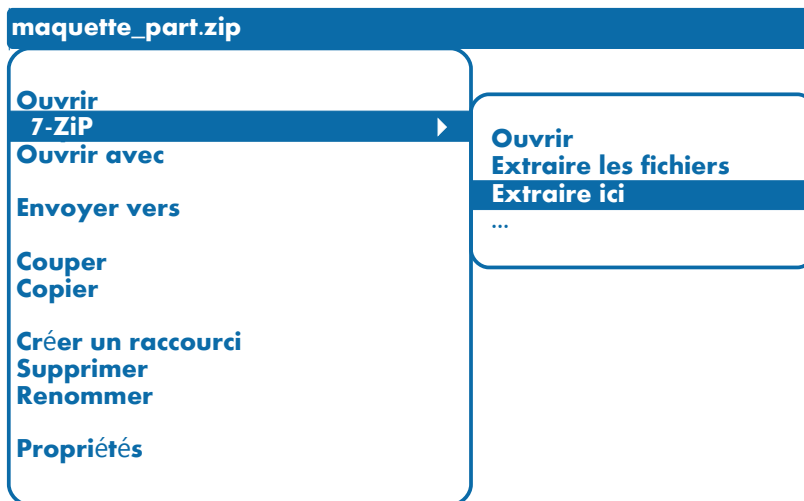 maquette_part.zip
Ouvrir
7-ZiP
Ouvrir avec
Envoyer vers
Couper
Copier
Créer un raccourci
Supprimer
Renommer
Propriétés
Ouvrir
Extraire les fichiers
Extraire ici
...